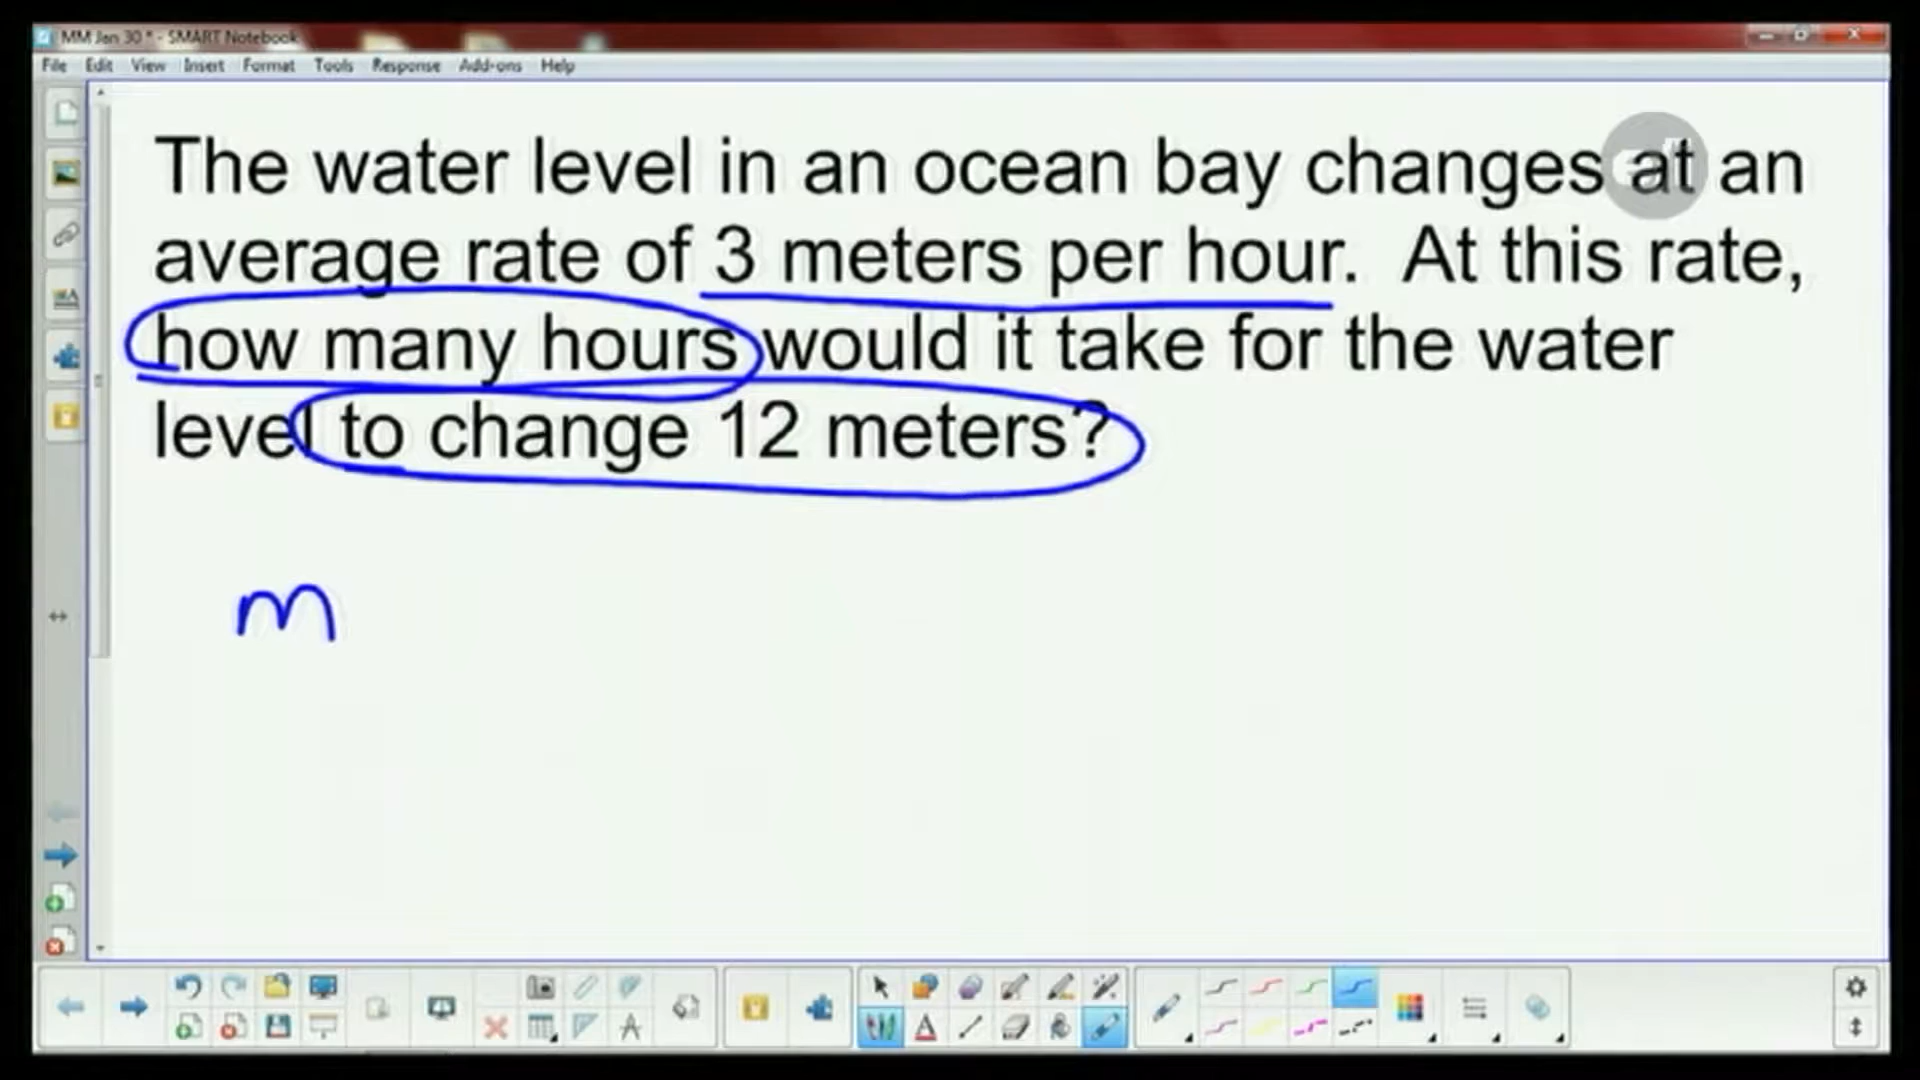 MM Jan 30 * - SMART Notebook
File Edit View Insert Format Tools Response Add-ons Help
The water level in an ocean bay changes at an
average rate of 3 meters per hour. At this rate,
how many hours would it take for the water
level to change 12 meters?
m